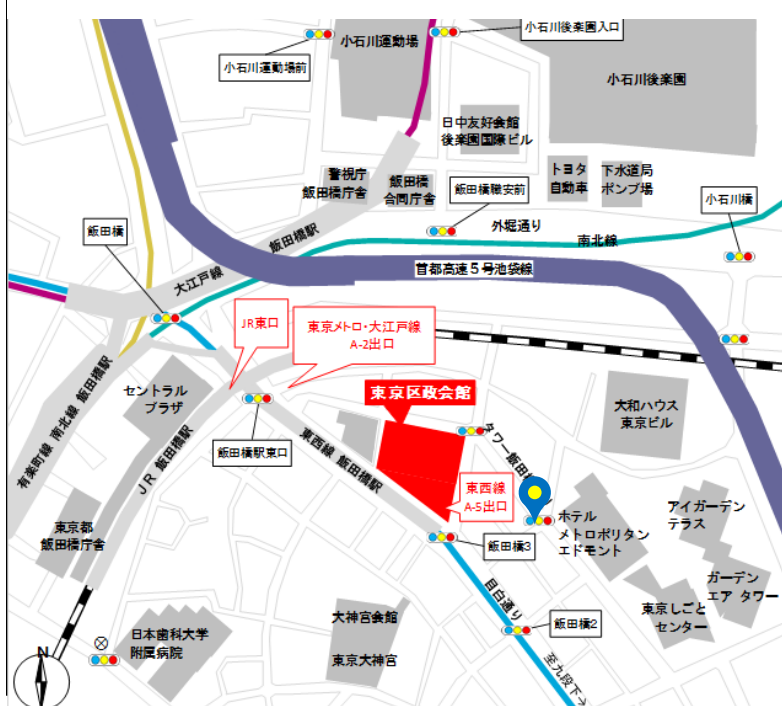 小石川運動場
小石川後楽園入口
小石川運動場前
小石川後楽園
日中友好会館
後楽園国際ビル
警視庁
飯田橋庁舎
飯田橋
合同庁舎
飯田橋職安前
トヨタ
自動車
下水道局
ポンプ場
小石川橋
飯田橋
大江戸線 飯田橋駅
外堀通り
南北線
首都高速5号池袋線
JR東口
東京メトロ・大江戸線
A-2出口
東京区政会館
セントラル
プラザ
有楽町線 南北線 飯田橋駅
JR 飯田橋駅
飯田橋駅東口
東西線 飯田橋駅
タワー飯田橋
大和ハウス
東京ビル
東西線
A-5出口
ホテル
メトロポリタン
エドモント
アイガーデン
テラス
東京都
飯田橋庁舎
飯田橋3
目白通り
ガーデン
エア タワー
東京しごと
センター
大神宮会館
東京大神宮
飯田橋2
日本歯科大学
附属病院
至九段下→
N